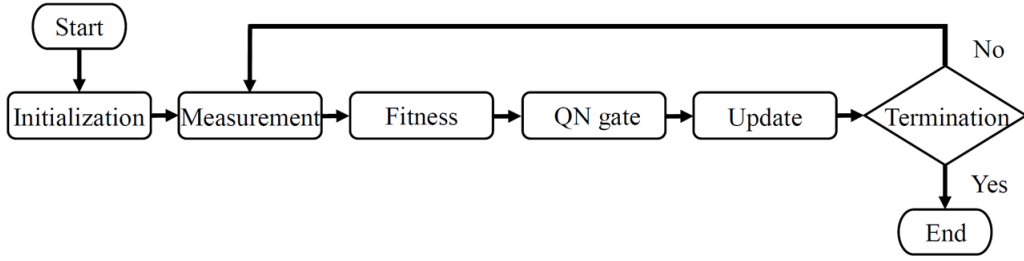 Start
Initialization
Measurement
Fitness
QN gate
Update
Termination
No
Yes
End